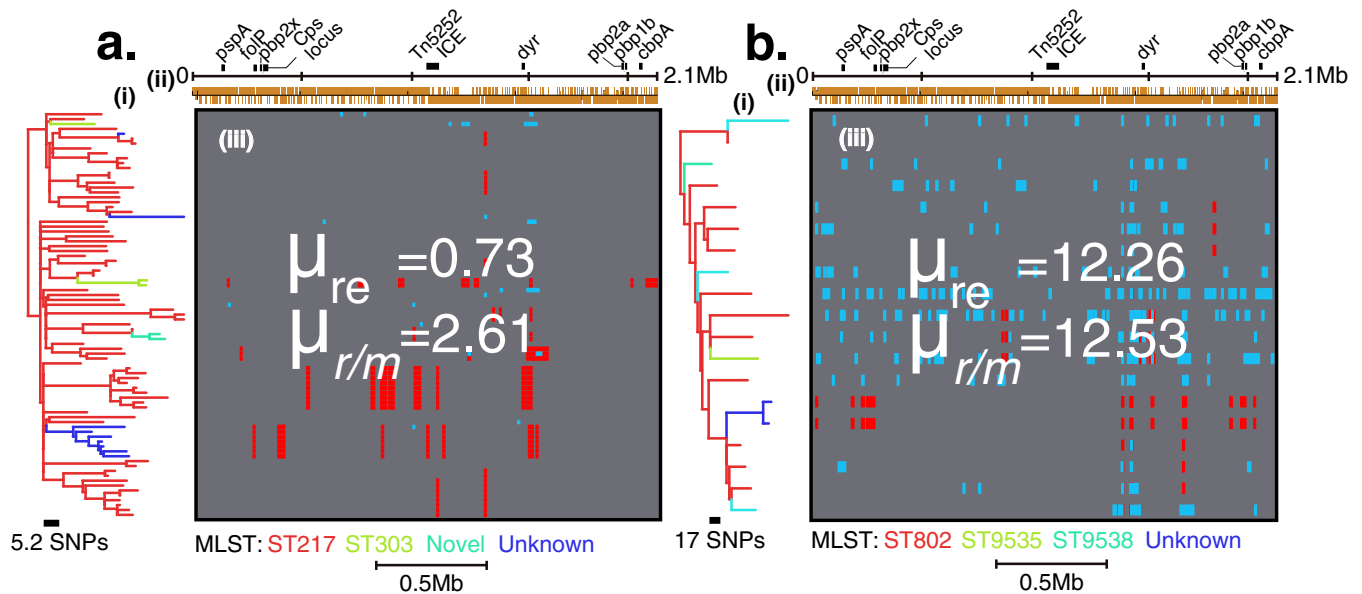 a.
pspA
folP
pbp2x
Cps
locus
Tn5252
ICE
dyr
pbp2a
pbp1b
cbpA
(ii)
0
2.1Mb
(i)
(iii)
μre =0.73
μr/m =2.61
5.2 SNPs
MLST: ST217 ST303 Novel Unknown
0.5Mb
b.
pspA
folP
pbp2x
Cps
locus
Tn5252
ICE
dyr
pbp2a
pbp1b
cbpA
(ii)
0
2.1Mb
(i)
(iii)
μre =12.26
μr/m =12.53
17 SNPs
MLST: ST802 ST9535 ST9538 Unknown
0.5Mb